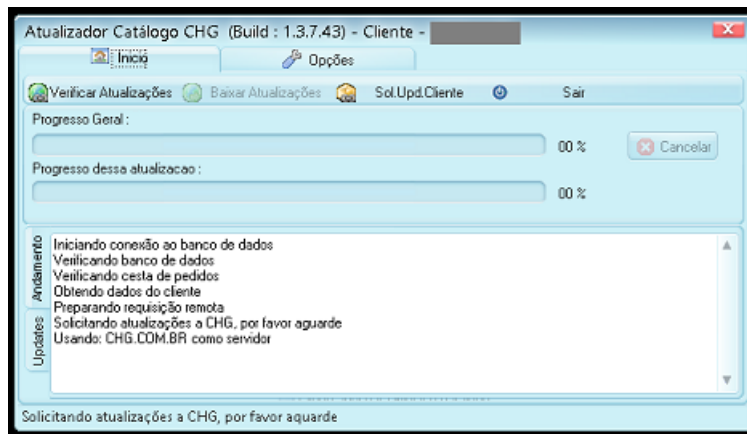 Atualizador Catálogo CHG (Build : 1.3.7.43) - Cliente -
Inicio Opções
Verificar Atualizações Baixar Atualizações Sol.Upd.Cliente Sair
Progresso Geral :
00 % Cancelar
Progresso dessa atualizacao :
00 %
Andamento
Updates
Iniciando conexão ao banco de dados
Verificando banco de dados
Verificando cesta de pedidos
Obtendo dados do cliente
Preparando requisição remota
Solicitando atualizações a CHG, por favor aguarde
Usando: CHG.COM.BR como servidor
Solicitando atualizações a CHG, por favor aguarde